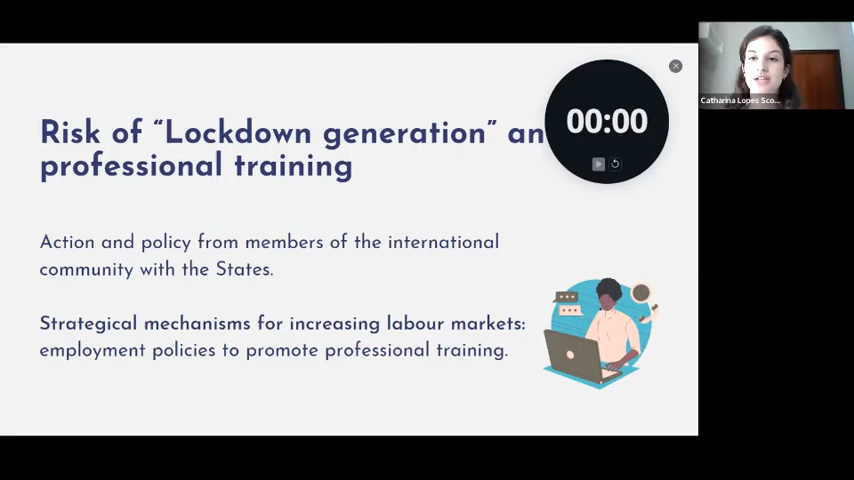 Risk of “Lockdown generation” an
professional training
00:00
Action and policy from members of the international
community with the States.
Strategical mechanisms for increasing labour markets:
employment policies to promote professional training.
Catharina Lopes Sco...